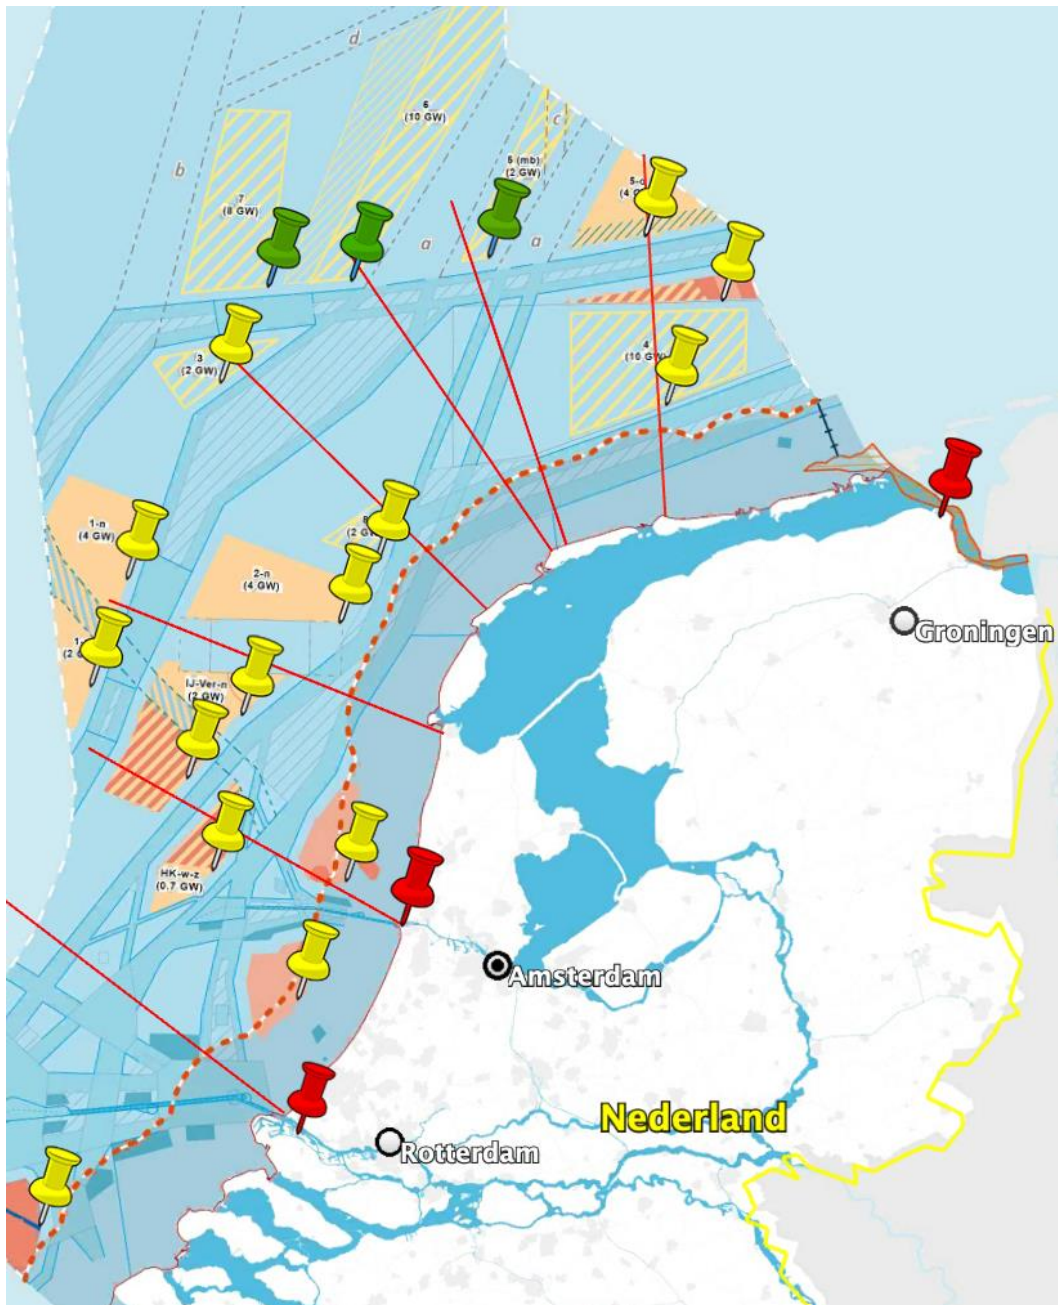 d
6
(10 GW)
c
5 (mb)
(2 GW)
b
7
(8 GW)
a
a
3
(2 GW)
4
1-n
(4 GW)
2-n
(4 GW)
Groningen
IJ-Ver-n
(2 GW)
HK-w-z
(0.7 GW)
Amsterdam
Nederland
Rotterdam